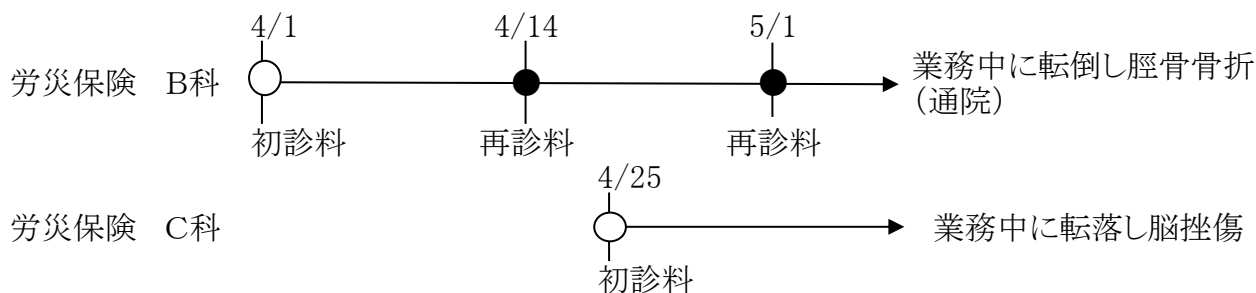 4/1 4/14 5/1
労災保険 B科
業務中に転倒し脛骨骨折
(通院)
初診料 再診料 再診料
4/25
労災保険 C科
業務中に転落し脳挫傷
初診料